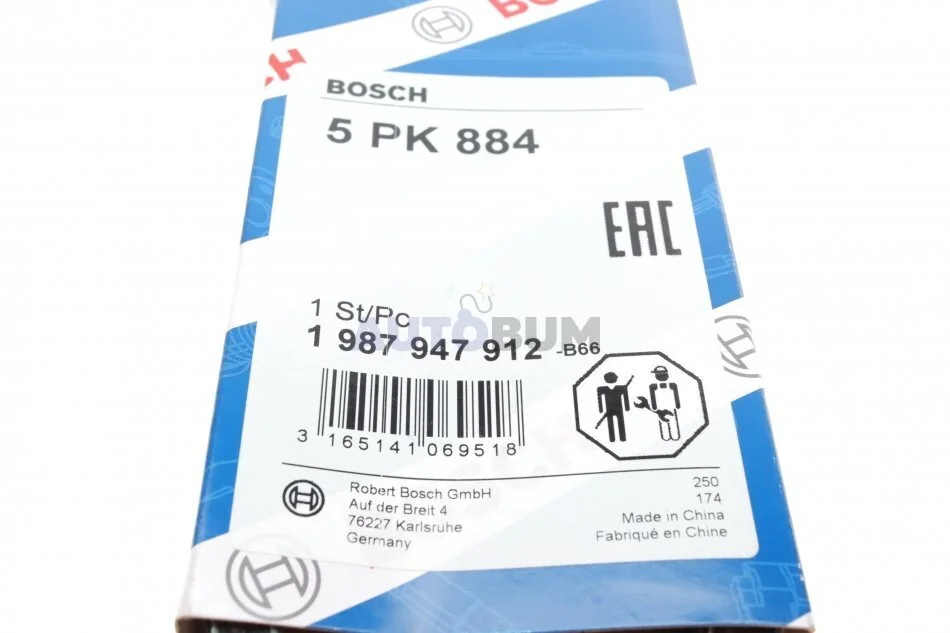 BOSCH
5 PK 884
EAC
1 St/Pc
AUTOBUM
1 987 947 912 -B66
3 165141 069518
Robert Bosch GmbH
Auf der Breit 4
76227 Karlsruhe
Germany
250
174
Made in China
Fabriqué en Chine